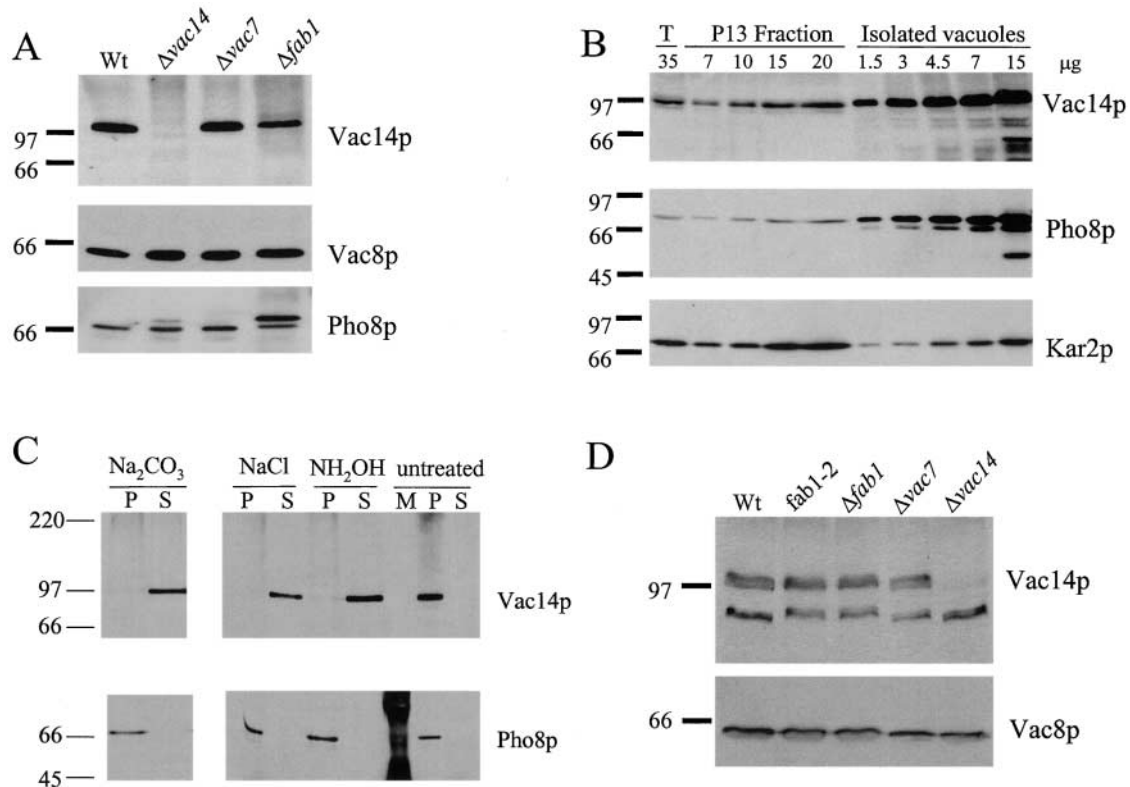 A
Wt Δvac14 Δvac7 Δfab1
97
66
Vac14p
66
Vac8p
66
Pho8p
B
T P13 Fraction Isolated vacuoles
35 7 10 15 20 1.5 3 4.5 7 15 µg
97
66
Vac14p
97
66
45
Pho8p
97
66
Kar2p
C
Na₂CO₃ NaCl NH₂OH untreated
P S P S P S M P S
220
97
66
Vac14p
66
45
Pho8p
D
Wt fab1-2 Δfab1 Δvac7 Δvac14
97
Vac14p
66
Vac8p